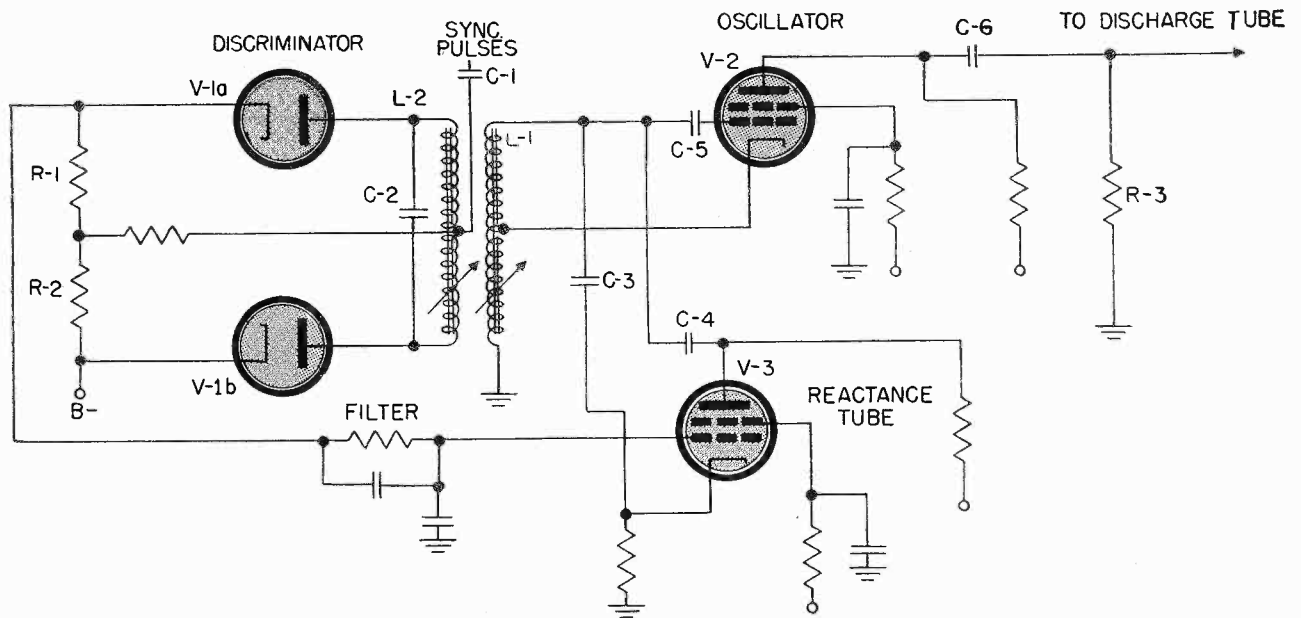 OSCILLATOR
TO DISCHARGE TUBE
SYNC.
PULSES
DISCRIMINATOR
C-6
V-2
C-1
V-1a
L-2
L-1
C-5
R-1
C-2
R-3
R-2
C-3
C-4
V-3
V-1b
B-
REACTANCE
TUBE
FILTER